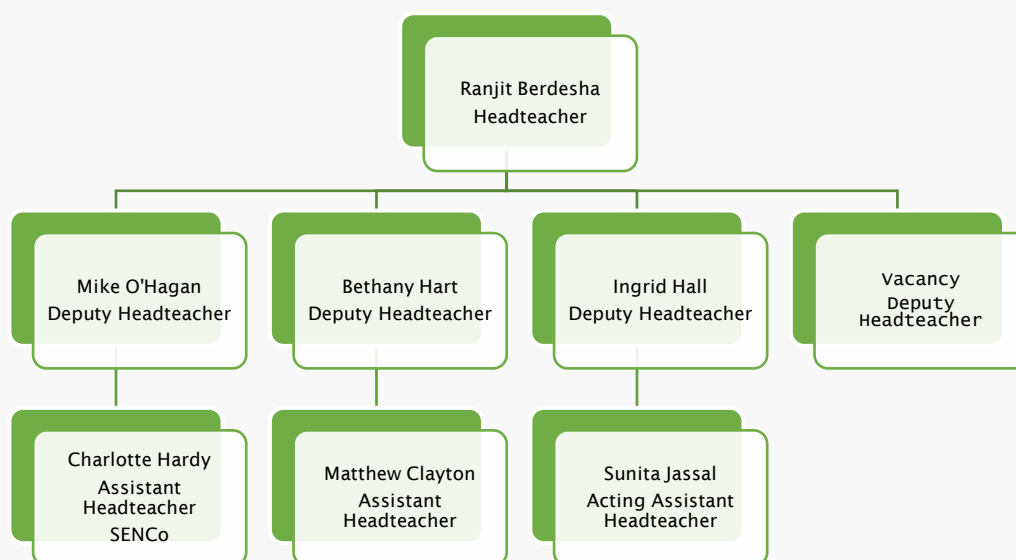 Ranjit Berdesha
Headteacher
Mike O'Hagan
Deputy Headteacher
Bethany Hart
Deputy Headteacher
Ingrid Hall
Deputy Headteacher
Vacancy
Deputy
Headteacher
Charlotte Hardy
Assistant
Headteacher
SENCo
Matthew Clayton
Assistant
Headteacher
Sunita Jassal
Acting Assistant
Headteacher